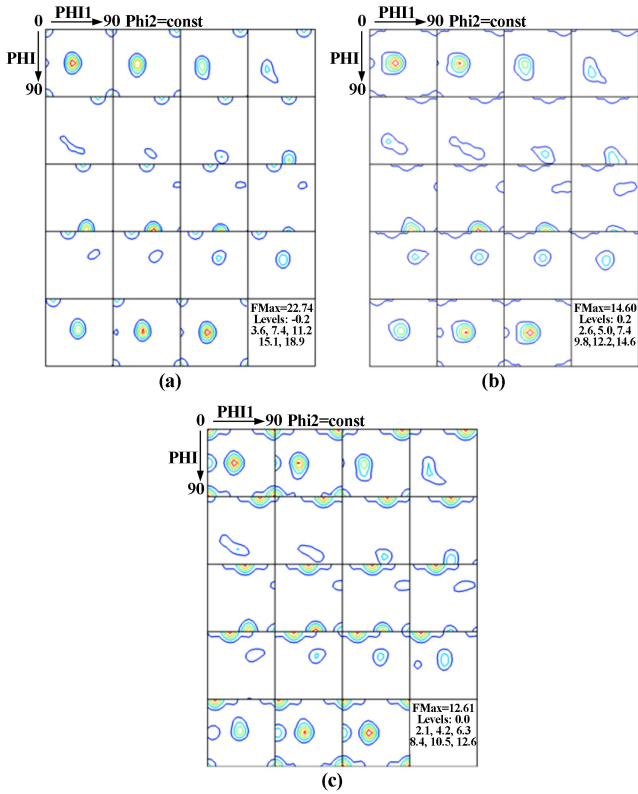 PHI1
0 90 Phi2=const
PHI
90
FMax=22.74
Levels: -0.2
3.6, 7.4, 11.2
15.1, 18.9
(a)
PHI1
0 90 Phi2=const
PHI
90
FMax=14.60
Levels: 0.2
2.6, 5.0, 7.4
9.8, 12.2, 14.6
(b)
PHI1
0 90 Phi2=const
PHI
90
FMax=12.61
Levels: 0.0
2.1, 4.2, 6.3
8.4, 10.5, 12.6
(c)